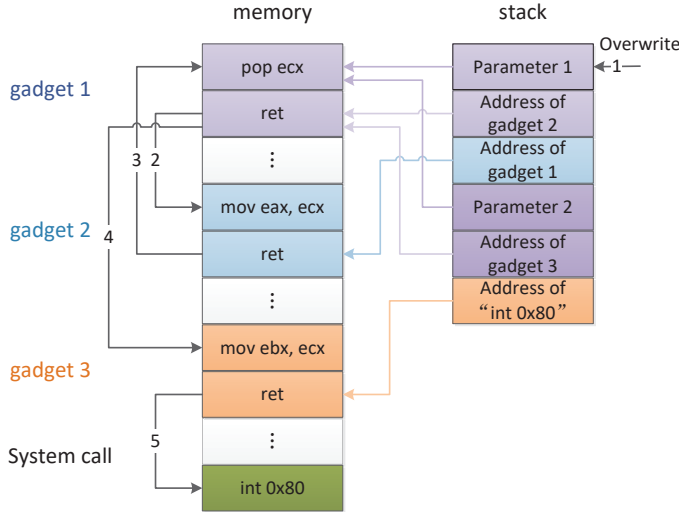 memory
stack
Overwrite
1
gadget 1
pop ecx
Parameter 1
ret
Address of
gadget 2
3
2
⋮
Address of
gadget 1
gadget 2
4
mov eax, ecx
Parameter 2
ret
Address of
gadget 3
⋮
Address of
“int 0x80”
gadget 3
mov ebx, ecx
ret
System call
5
⋮
int 0x80